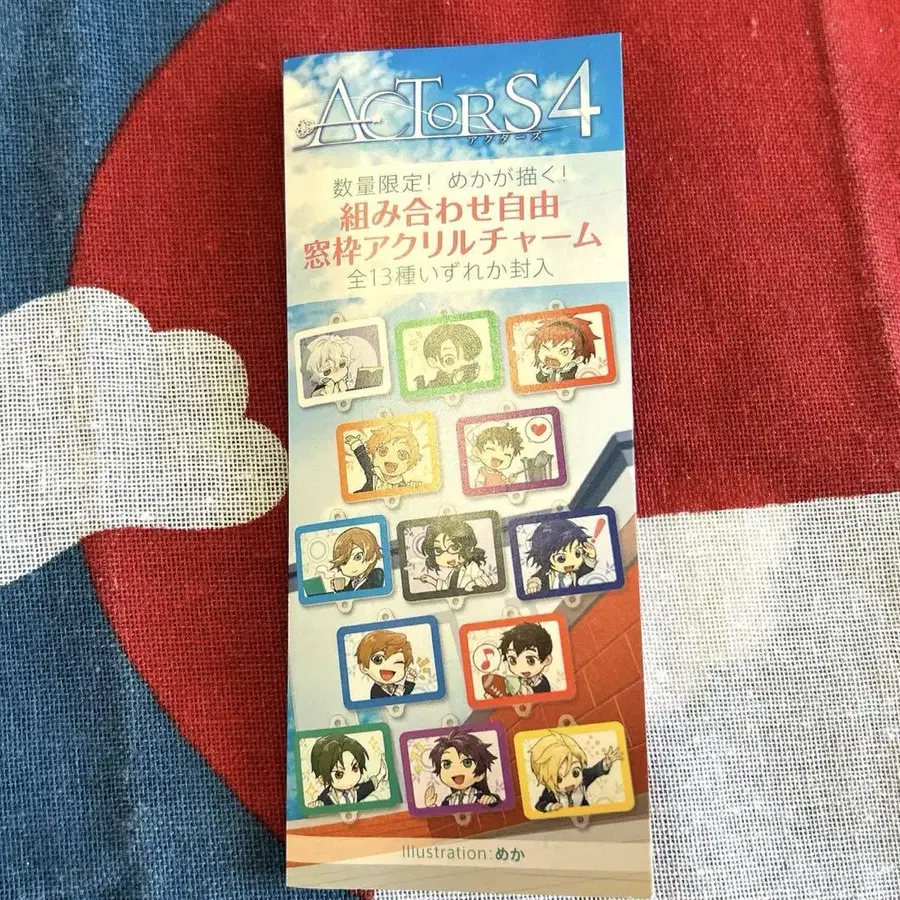 ACTORS4
アクターズ
数量限定! めかが描く!
組み合わせ自由
窓枠アクリルチャーム
全13種いずれか封入
Illustration:めか